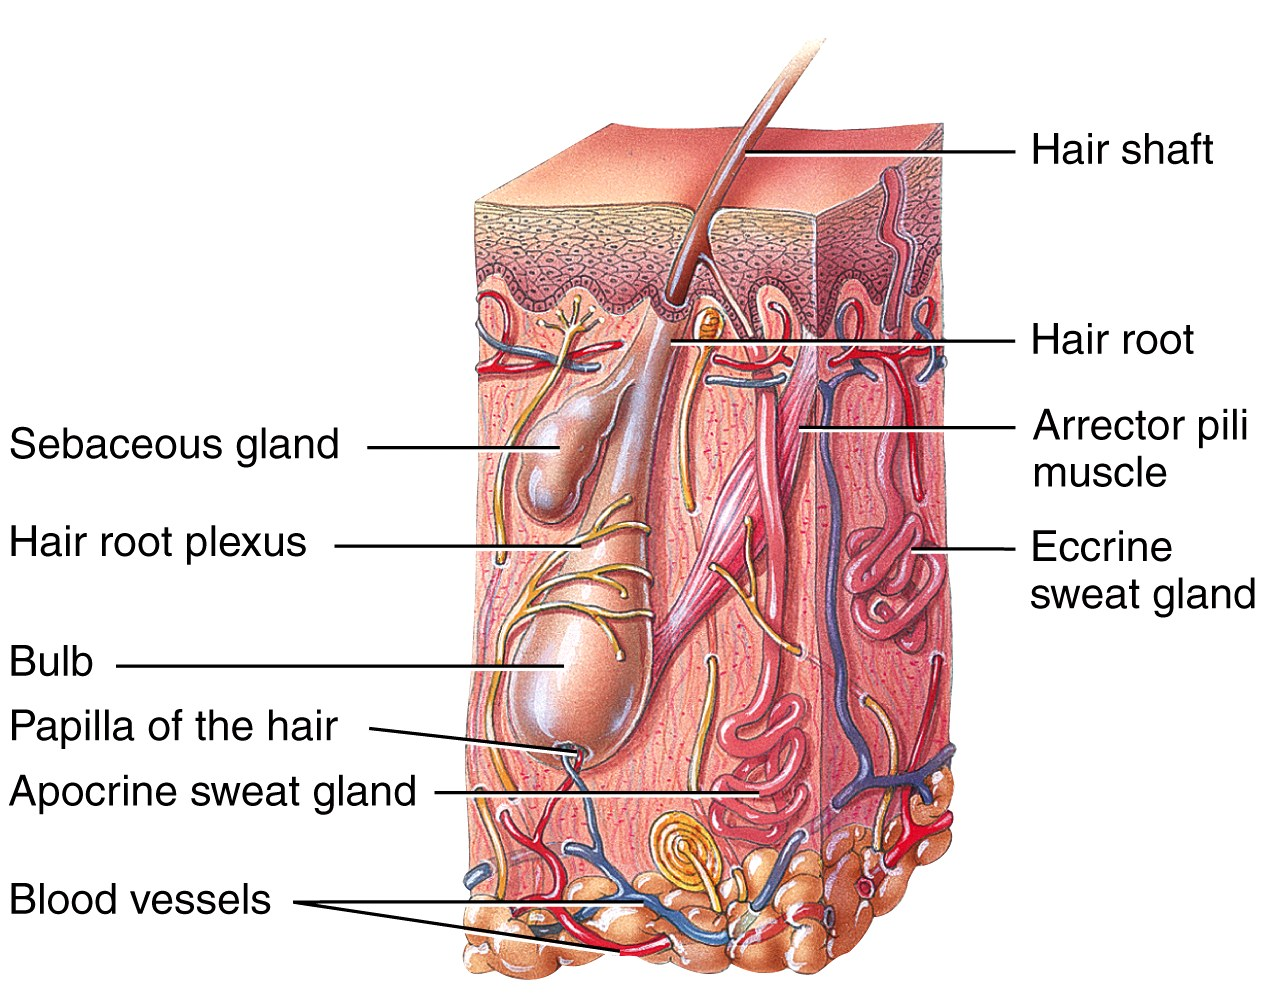 Hair shaft
Hair root
Sebaceous gland
Arrector pili
muscle
Hair root plexus
Eccrine
sweat gland
Bulb
Papilla of the hair
Apocrine sweat gland
Blood vessels